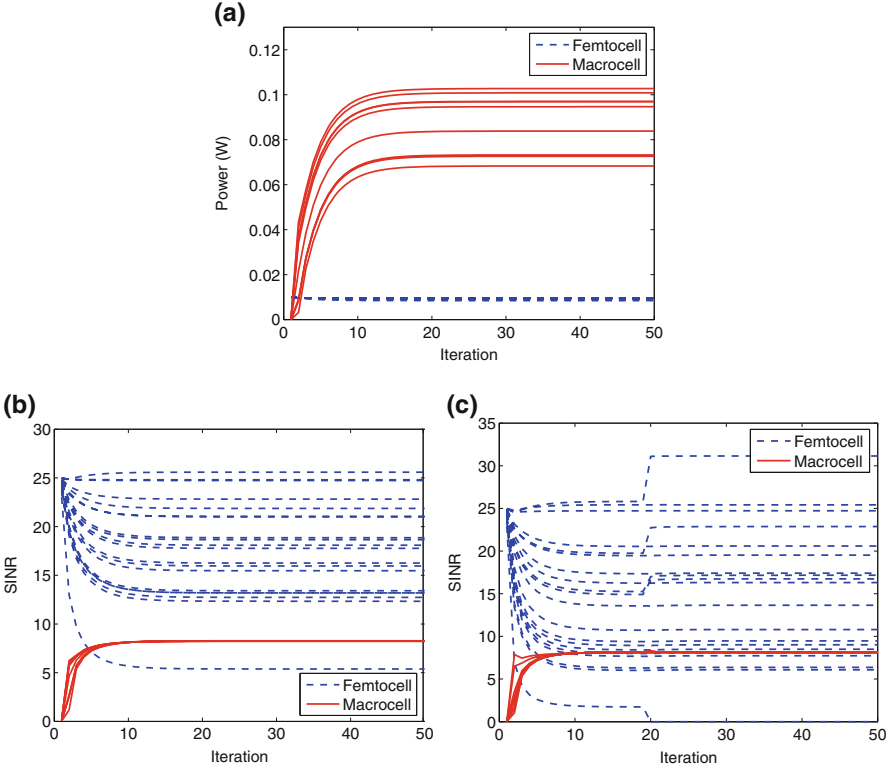 (a)
0.12
0.1
0.08
0.06
0.04
0.02
0
Power (W)
Femtocell
Macrocell
0
10
20
30
40
50
Iteration
(b)
30
25
20
15
10
5
0
SINR
Femtocell
Macrocell
0
10
20
30
40
50
Iteration
(c)
35
30
25
20
15
10
5
0
SINR
Femtocell
Macrocell
0
10
20
30
40
50
Iteration